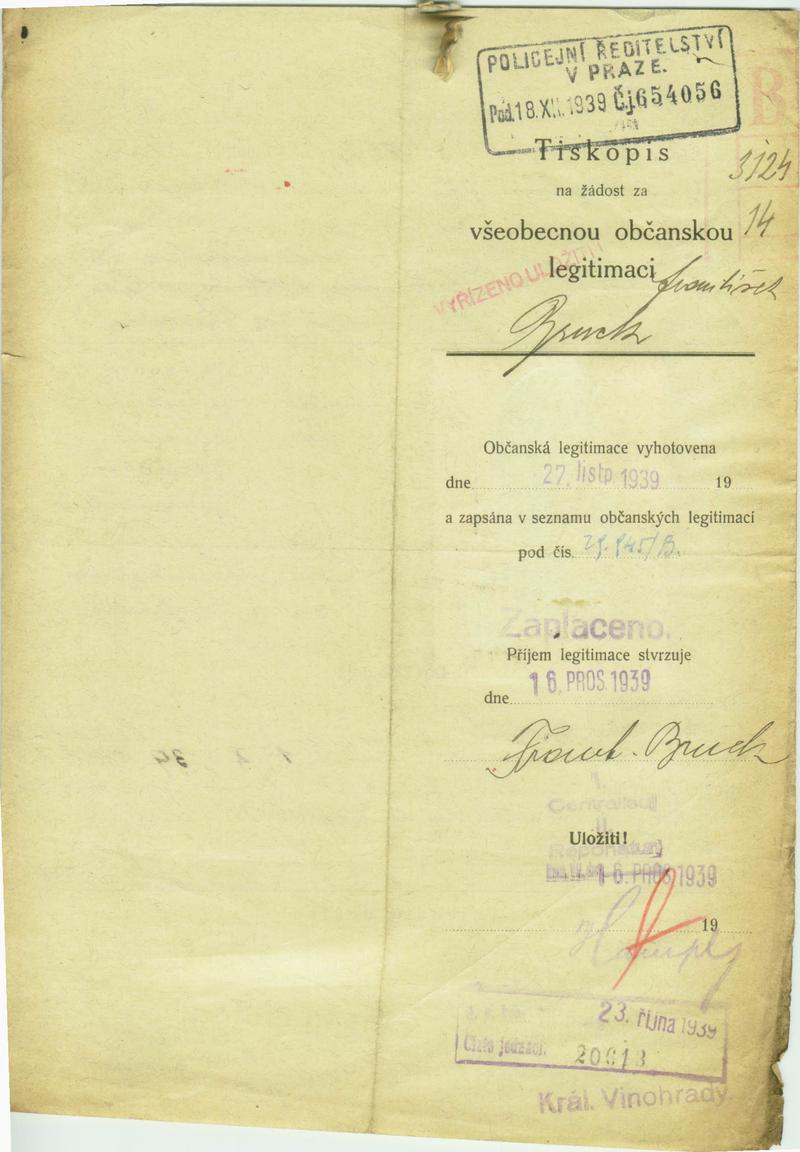 POLICEJNÍ ŘEDITELSTVÍ
V PRAZE.
Pod. 18. XII. 1939 Čj 654056
Tiskopis
na žádost za
všeobecnou občanskou 14
legitimaci František
VYŘÍZENO
Bruck
Občanská legitimace vyhotovena
dne 27. listp 1939 19
a zapsána v seznamu občanských legitimací
pod čís.
Zaplaceno.
Příjem legitimace stvrzuje
dne 16. PROS. 1939
Frant. Bruck
I.
II.
Uložiti!
16. PROS. 1939
19
23. října 1939
Číslo jednací. 20613
Král. Vinohrady.